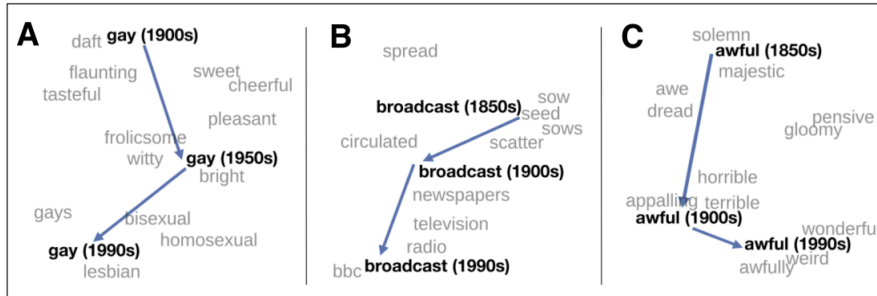 A
daft gay (1900s)
flaunting sweet
tasteful cheerful
pleasant
frolicsome
witty gay (1950s)
bright
gays bisexual
homosexual
gay (1990s)
lesbian
B
spread
broadcast (1850s) sow
seed
sows
circulated scatter
broadcast (1900s)
newspapers
television
radio
bbc broadcast (1990s)
C
solemn
awful (1850s)
majestic
awe
dread pensive
gloomy
horrible
appalling terrible
awful (1900s) wonderfu
awful (1990s)
weird
awfully